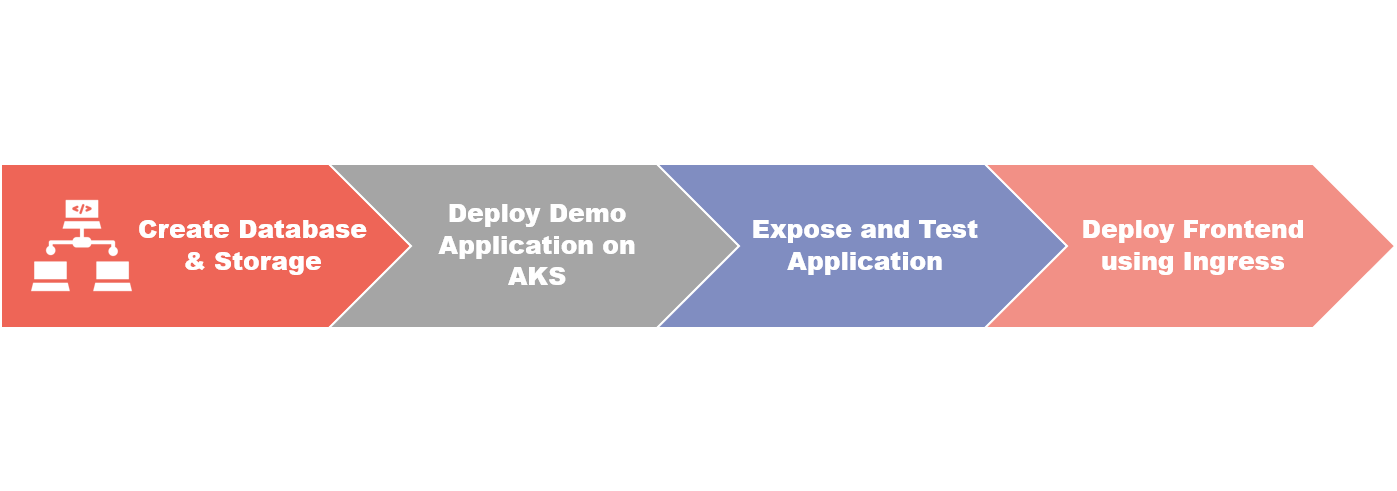 </>
Create Database
& Storage
Deploy Demo
Application on
AKS
Expose and Test
Application
Deploy Frontend
using Ingress